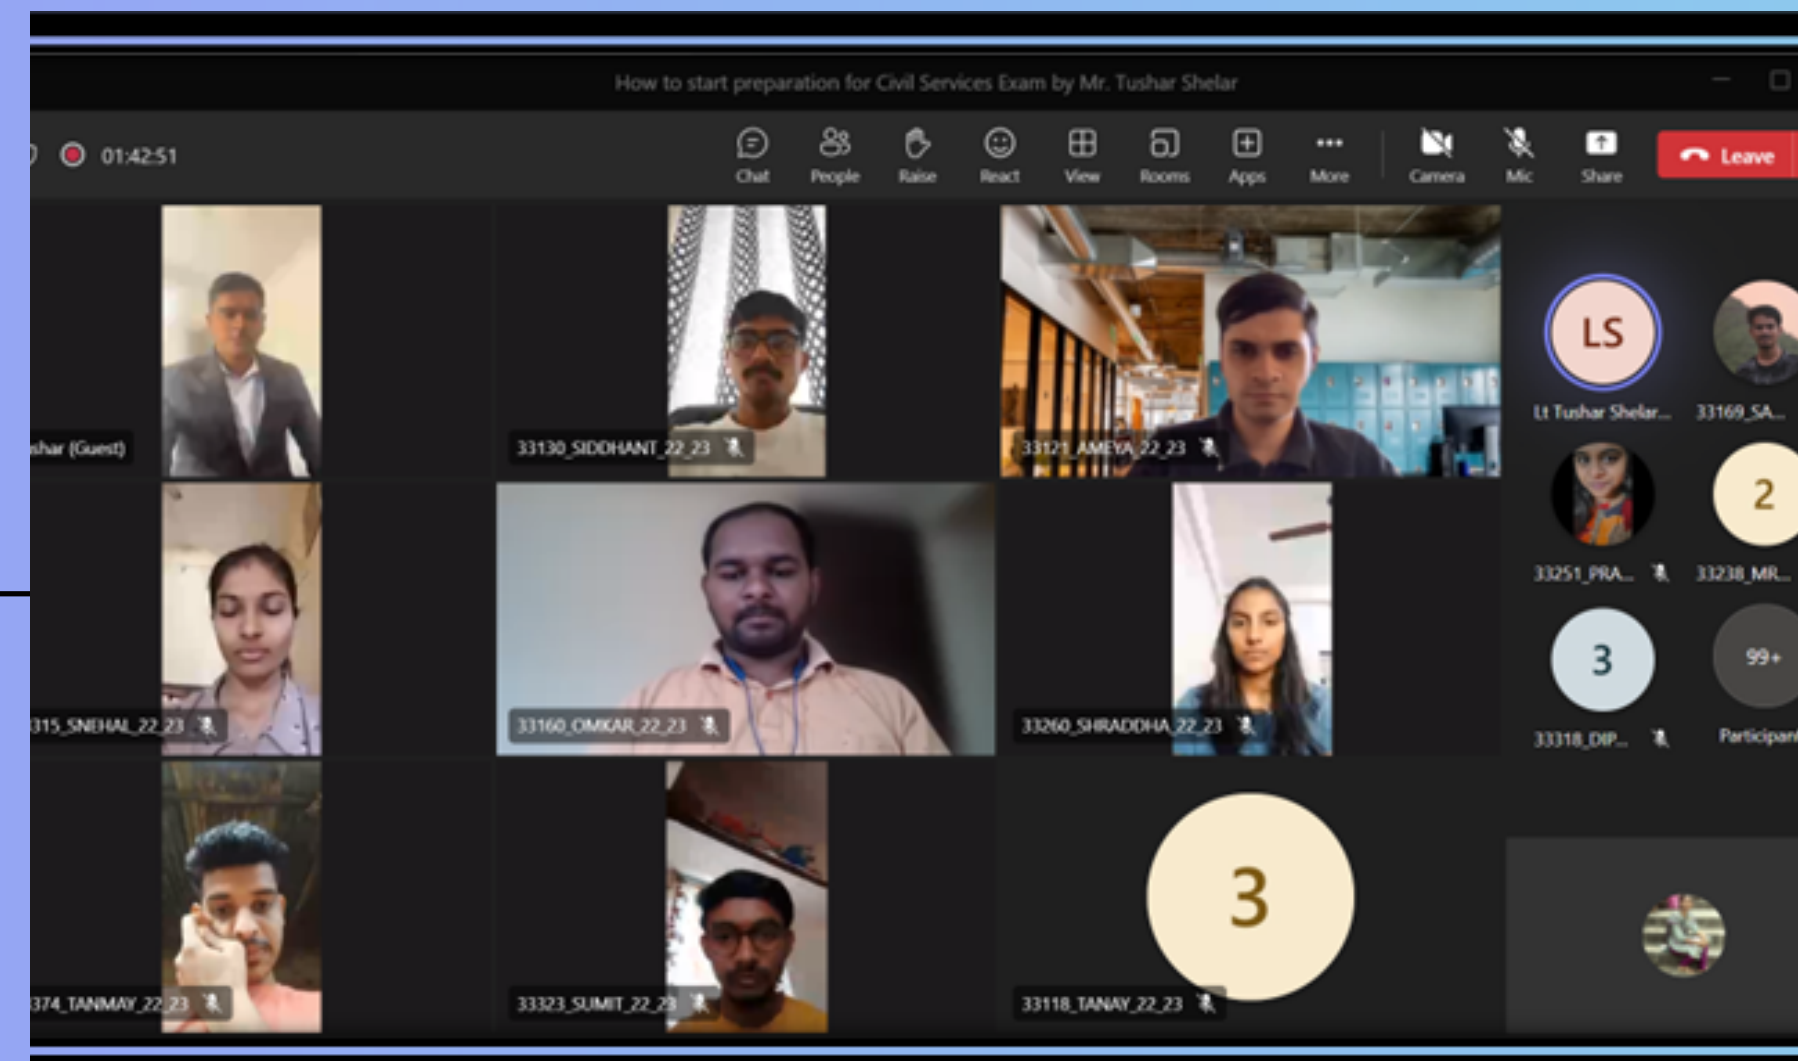 How to start preparation for Civil Services Exam by Mr. Tushar Shelar
01:42:51
Chat People Raise React View Rooms Apps More Camera Mic Share Leave
shar (Guest)
33130_SIDDHANT_22_23
33121_AMEYA_22_23
LS
Lt Tushar Shelar...
33169_SA...
315_SNEHAL_22_23
33160_OMKAR_22_23
33260_SHRADDHA_22_23
33251_PRA...
2
33238_MR...
3
33318_DIP...
99+
Participant
374_TANMAY_22_23
33323_SUMIT_22_23
3
33118_TANAY_22_23